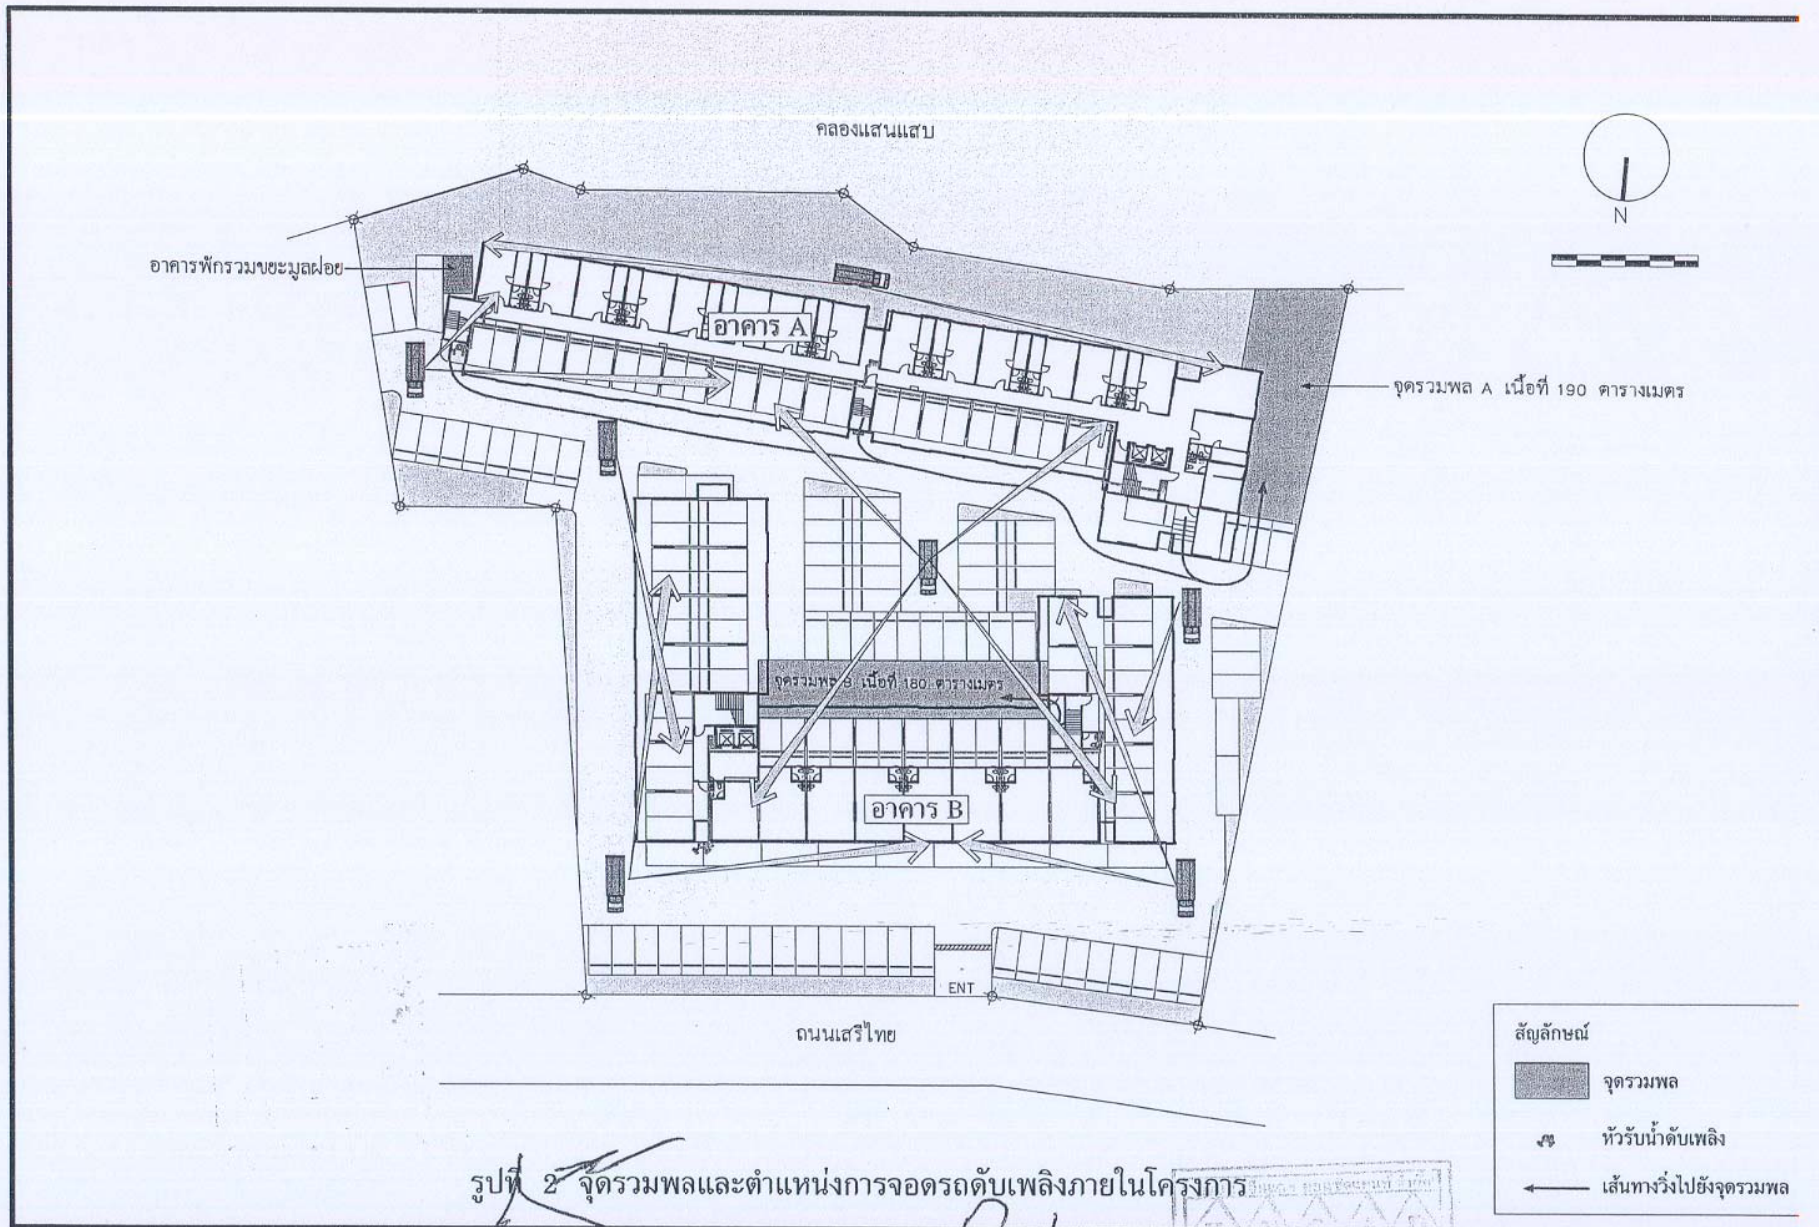 คลองแสนแสบ
N
อาคารพักรวมขยะมูลฝอย
อาคาร A
จุดรวมพล A เนื้อที่ 190 ตารางเมตร
จุดรวมพล B เนื้อที่ 180 ตารางเมตร
อาคาร B
ENT
ถนนเสรีไทย
สัญลักษณ์
จุดรวมพล
หัวรับน้ำดับเพลิง
เส้นทางวิ่งไปยังจุดรวมพล
รูปที่ 2 จุดรวมพลและตำแหน่งการจอดรถดับเพลิงภายในโครงการ